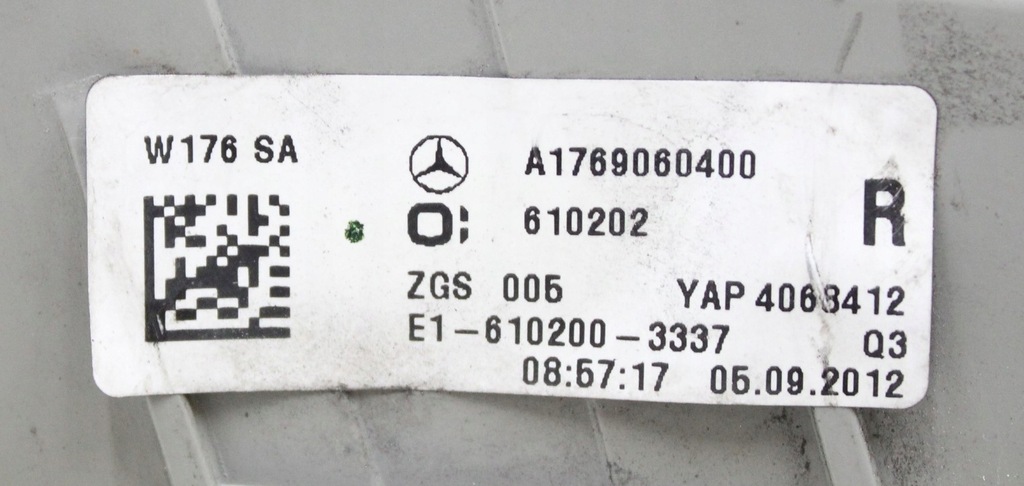 W176 SA
A1769060400
O: 610202
R
ZGS 005 YAP 4068412
E1-610200-3337 Q3
08:57:17 05.09.2012